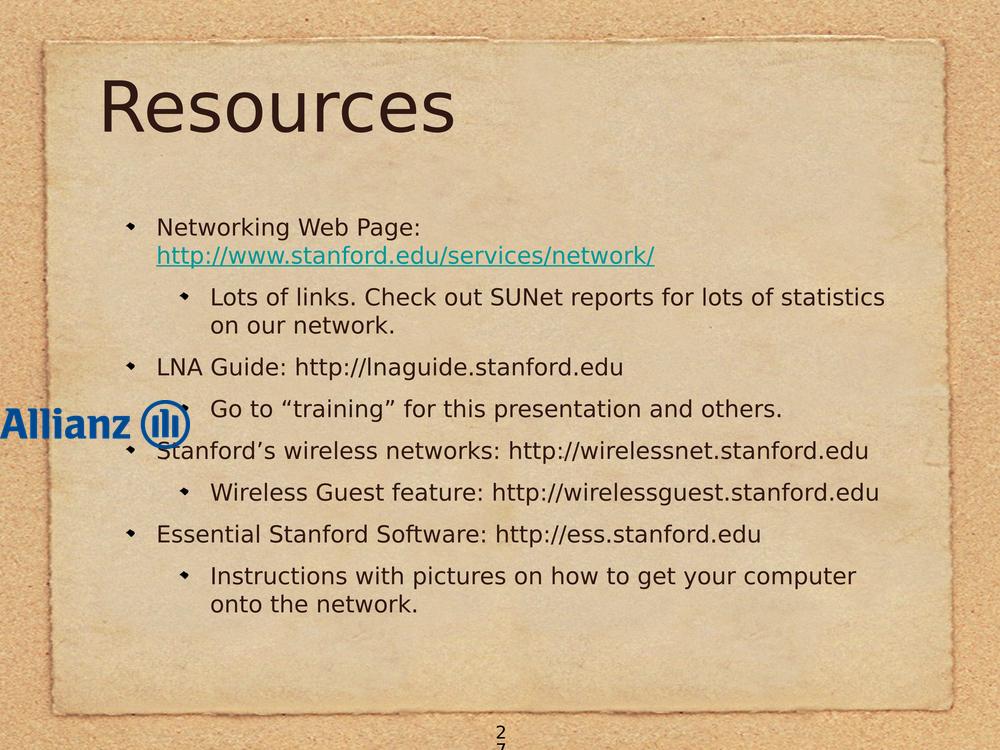 Resources
Networking Web Page:
http://www.stanford.edu/services/network/
Lots of links. Check out SUNet reports for lots of statistics
on our network.
LNA Guide: http://lnaguide.stanford.edu
Go to “training” for this presentation and others.
Allianz
Stanford’s wireless networks: http://wirelessnet.stanford.edu
Wireless Guest feature: http://wirelessguest.stanford.edu
Essential Stanford Software: http://ess.stanford.edu
Instructions with pictures on how to get your computer
onto the network.
2
7